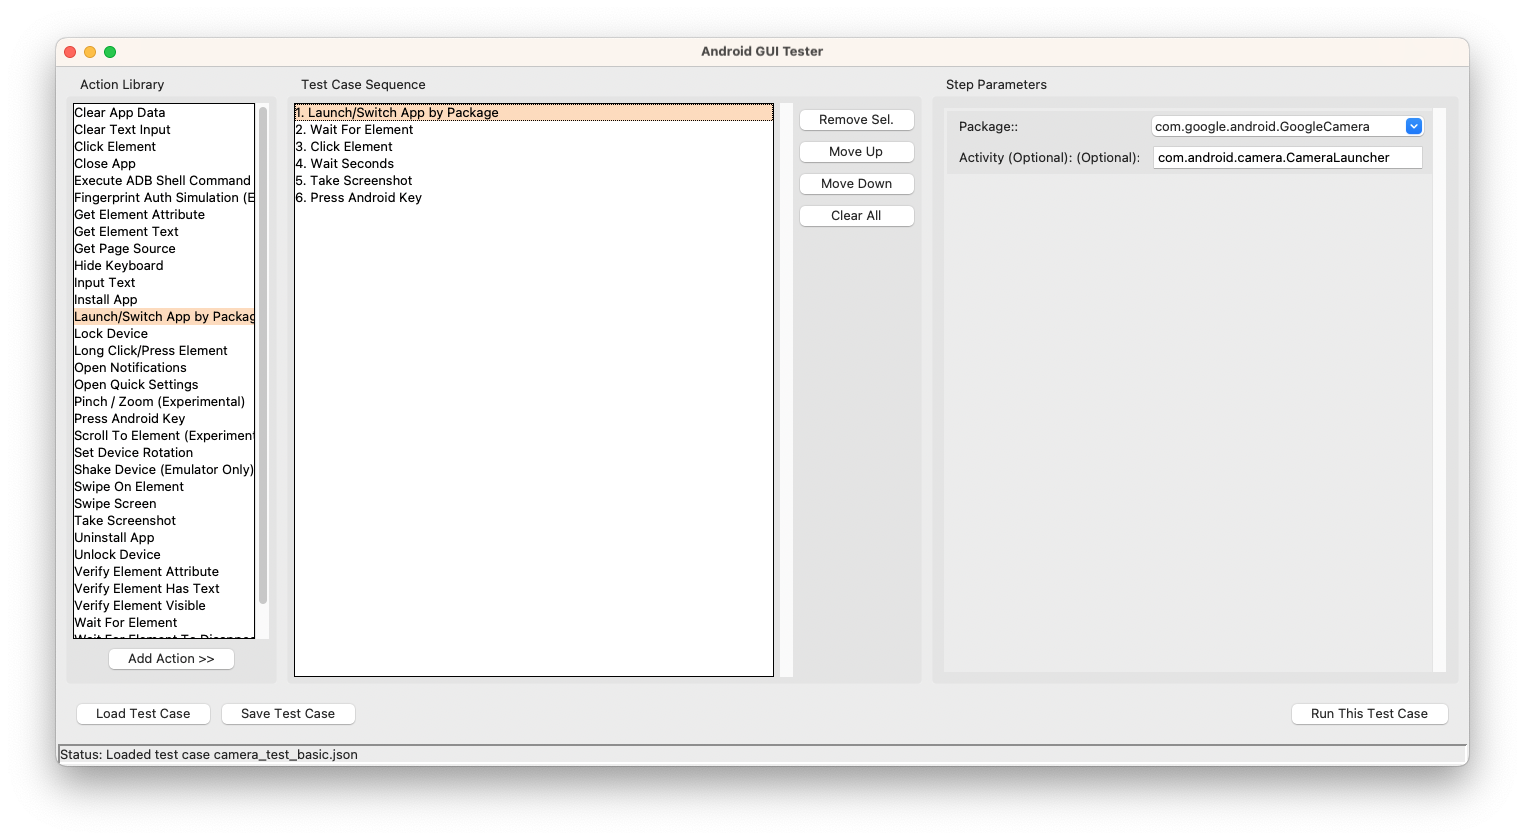 Android GUI Tester
Action Library
Clear App Data
Clear Text Input
Click Element
Close App
Execute ADB Shell Command
Fingerprint Auth Simulation (E
Get Element Attribute
Get Element Text
Get Page Source
Hide Keyboard
Input Text
Install App
Launch/Switch App by Packag
Lock Device
Long Click/Press Element
Open Notifications
Open Quick Settings
Pinch / Zoom (Experimental)
Press Android Key
Scroll To Element (Experiment
Set Device Rotation
Shake Device (Emulator Only)
Swipe On Element
Swipe Screen
Take Screenshot
Uninstall App
Unlock Device
Verify Element Attribute
Verify Element Has Text
Verify Element Visible
Wait For Element
Wait For Element To Disappea
Add Action >>
Test Case Sequence
1. Launch/Switch App by Package
2. Wait For Element
3. Click Element
4. Wait Seconds
5. Take Screenshot
6. Press Android Key
Remove Sel.
Move Up
Move Down
Clear All
Step Parameters
Package:: com.google.android.GoogleCamera
Activity (Optional): (Optional): com.android.camera.CameraLauncher
Load Test Case
Save Test Case
Run This Test Case
Status: Loaded test case camera_test_basic.json